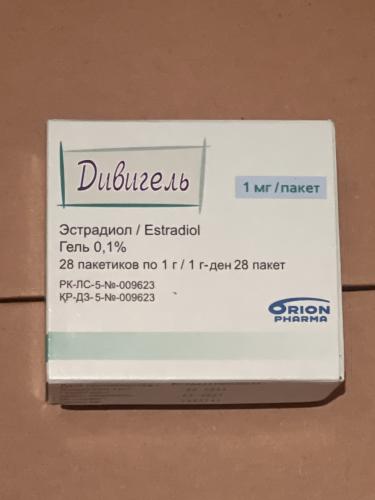 Дивигель
1 мг/пакет
Эстрадиол / Estradiol
Гель 0,1%
28 пакетиков по 1 г / 1 г-ден 28 пакет
РК-ЛС-5-№-009623
ҚР-ДЗ-5-№-009623
ORION
PHARMA